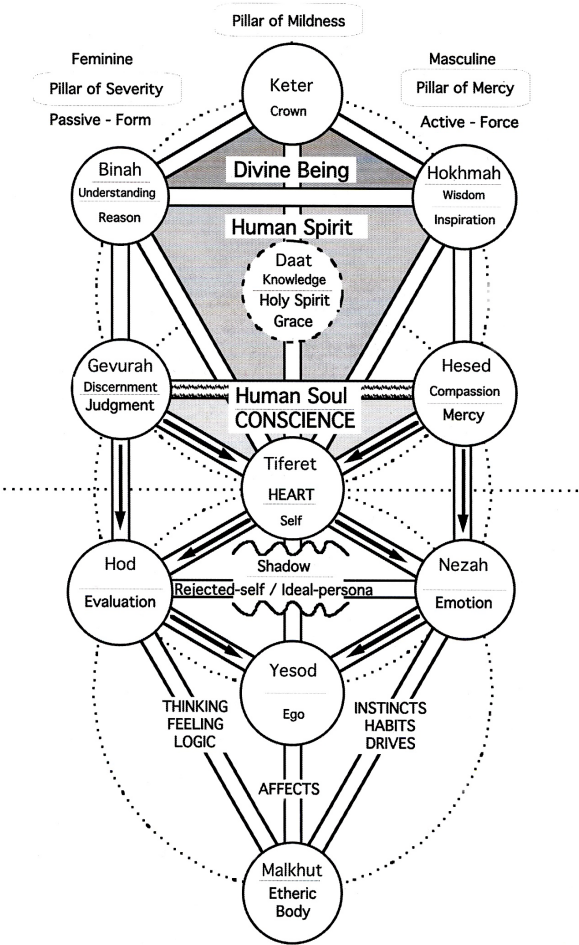 Pillar of Mildness
Feminine
Pillar of Severity
Passive - Form
Masculine
Pillar of Mercy
Active - Force
Keter
Crown
Binah
Understanding
Reason
Divine Being
Hokhmah
Wisdom
Inspiration
Human Spirit
Daat
Knowledge
Holy Spirit
Grace
Gevurah
Discernment
Judgment
Human Soul
CONSCIENCE
Hesed
Compassion
Mercy
Tiferet
HEART
Self
Hod
Evaluation
Shadow
Rejected-self / Ideal-persona
Nezah
Emotion
Yesod
Ego
THINKING
FEELING
LOGIC
INSTINCTS
HABITS
DRIVES
AFFECTS
Malkhut
Etheric
Body